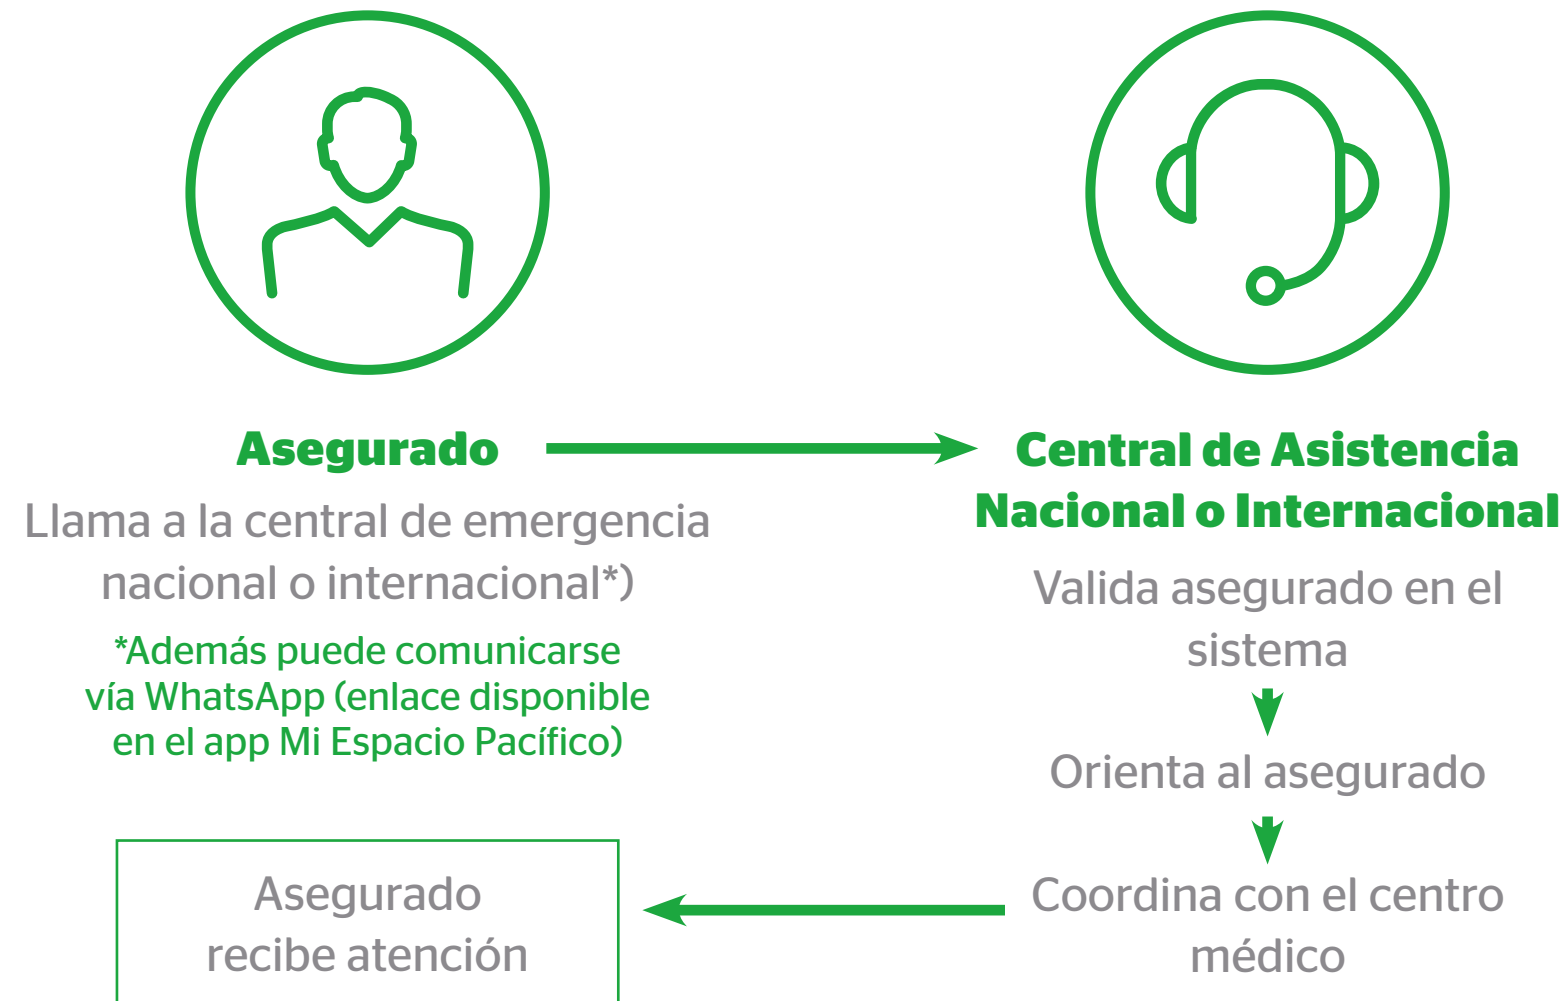 Asegurado
Llama a la central de emergencia
nacional o internacional*)
*Además puede comunicarse
vía WhatsApp (enlace disponible
en el app Mi Espacio Pacífico)
Central de Asistencia
Nacional o Internacional
Valida asegurado en el
sistema
Orienta al asegurado
Coordina con el centro
médico
Asegurado
recibe atención